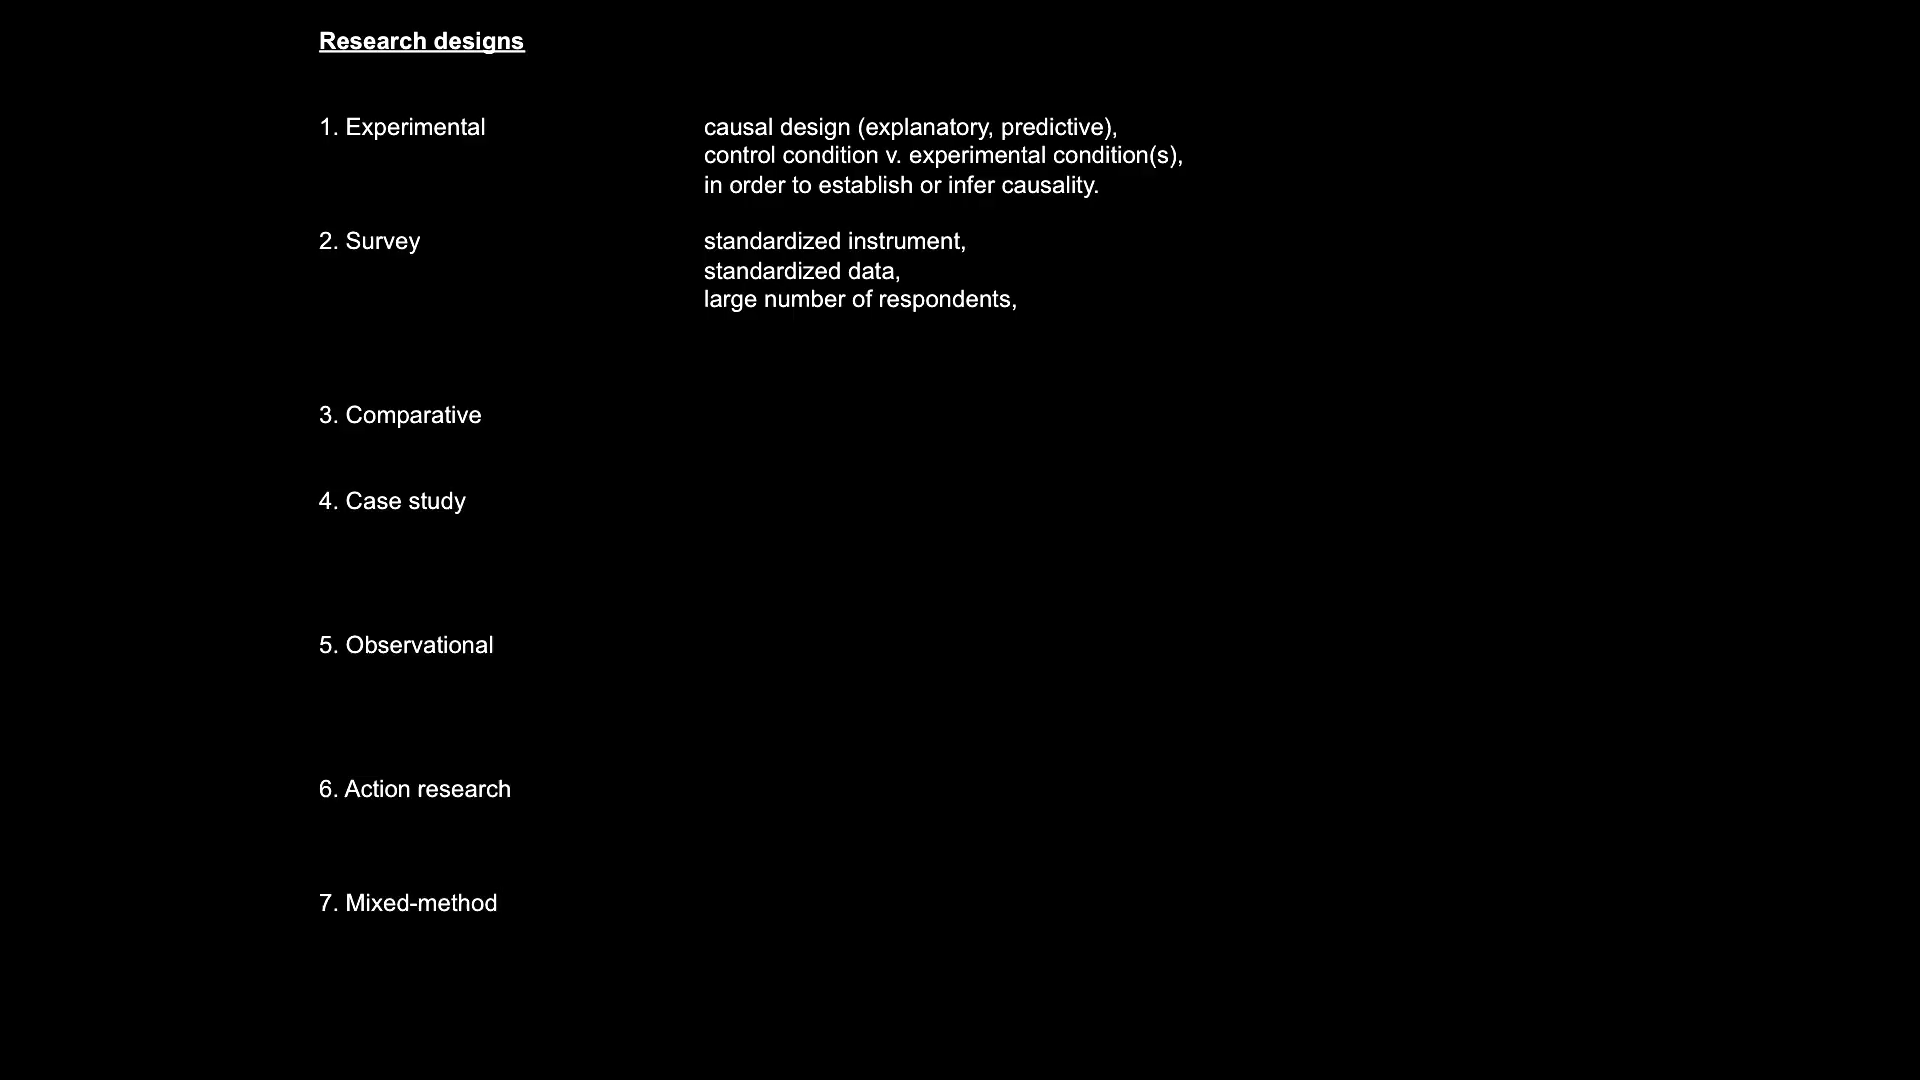 Research designs
1. Experimental
causal design (explanatory, predictive),
control condition v. experimental condition(s),
in order to establish or infer causality.
2. Survey
standardized instrument,
standardized data,
large number of respondents,
3. Comparative
4. Case study
5. Observational
6. Action research
7. Mixed-method